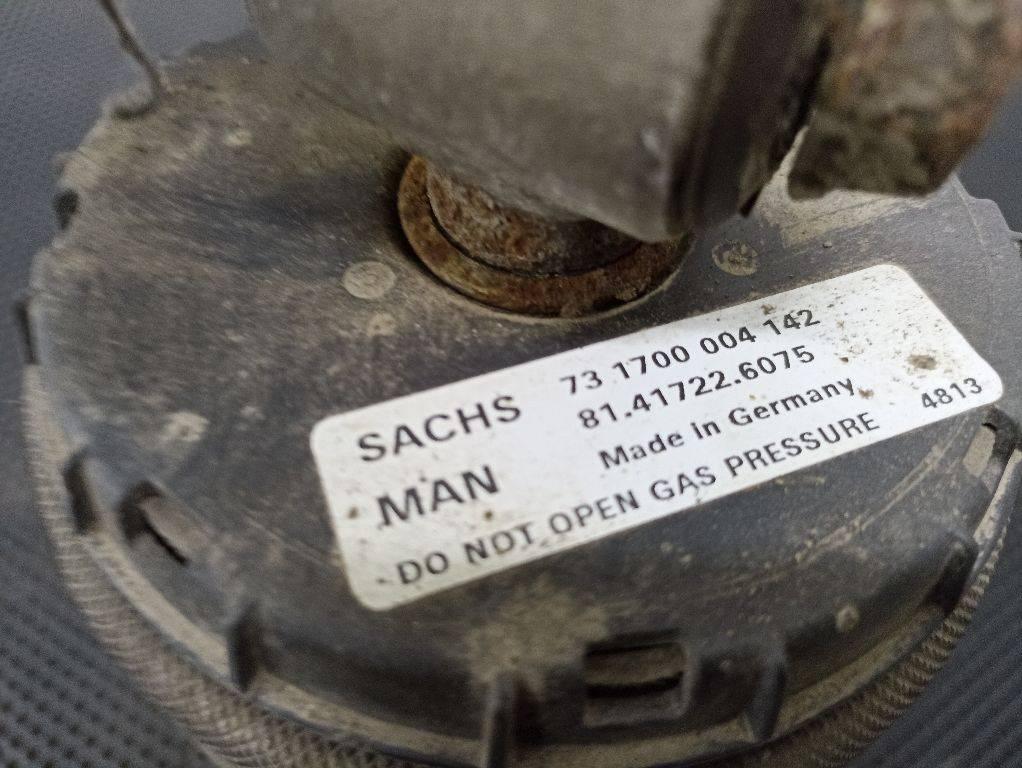 SACHS 73 1700 004 142
81.41722.6075
MAN Made in Germany
DO NOT OPEN GAS PRESSURE 4813